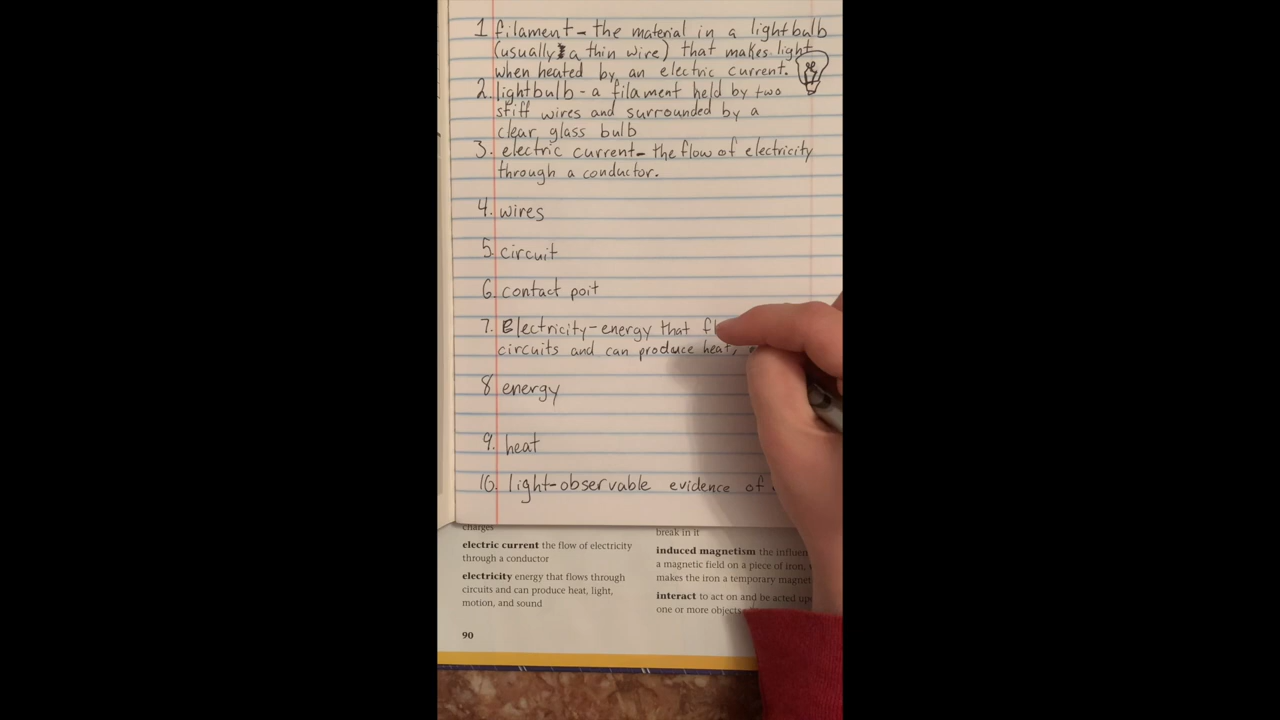 1 filament - the material in a lightbulb
(usually a thin wire) that makes light
when heated by an electric current.
2. lightbulb - a filament held by two
stiff wires and surrounded by a
clear glass bulb
3. electric current - the flow of electricity
through a conductor.
4. wires
5. circuit
6. contact poit
7. Electricity - energy that
circuits and can produce heat,
8 energy
9. heat
10. light - observable evidence of
charges
electric current the flow of electricity
through a conductor
electricity energy that flows through
circuits and can produce heat, light,
motion, and sound
90
break in it
induced magnetism the
a magnetic field on a piece of iron,
makes the iron a temporary
interact to act on and be acted
one or more objects